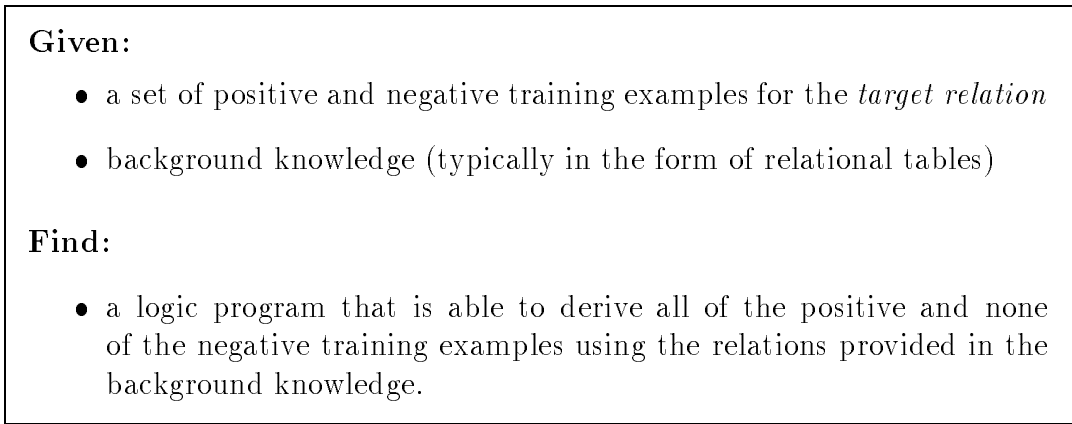 Given:
• a set of positive and negative training examples for the target relation
• background knowledge (typically in the form of relational tables)
Find:
• a logic program that is able to derive all of the positive and none
of the negative training examples using the relations provided in the
background knowledge.